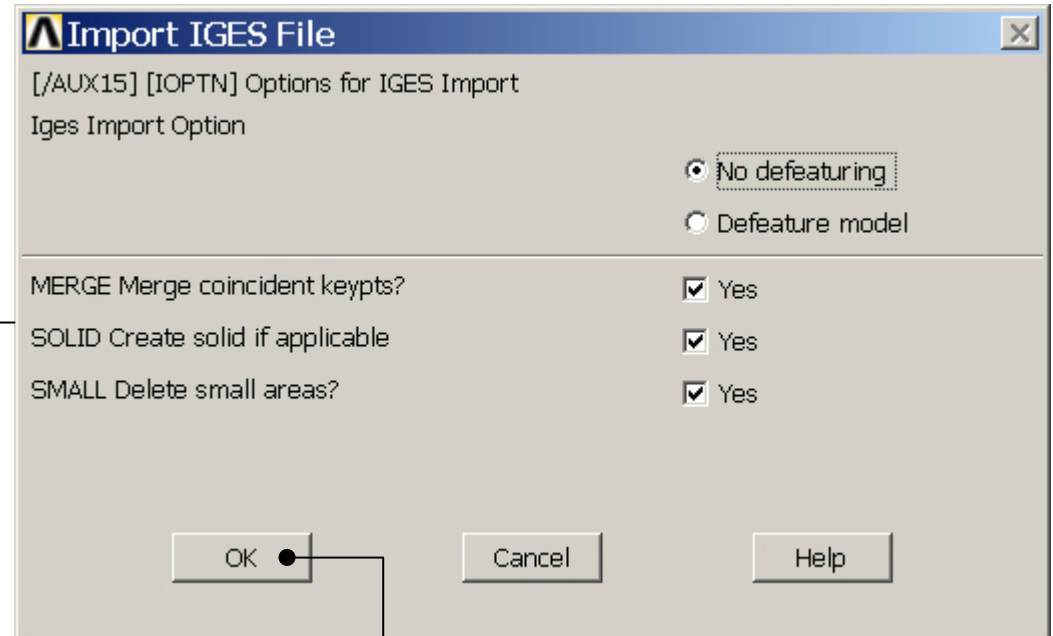 Import IGES File
[/AUX15] [IOPTN] Options for IGES Import
Iges Import Option
No defeaturing
Defeature model
MERGE Merge coincident keypts? Yes
SOLID Create solid if applicable Yes
SMALL Delete small areas? Yes
OK Cancel Help